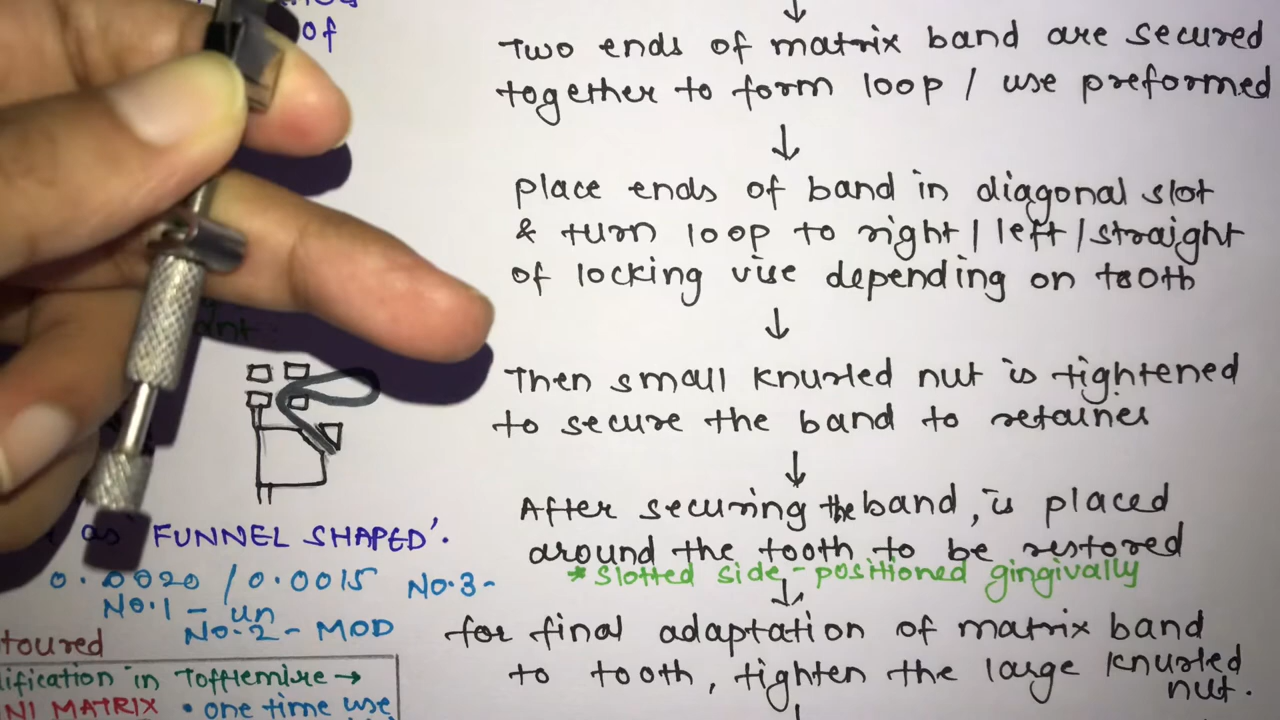 of
Two ends of matrix band are secured
together to form loop / use preformed
↓
place ends of band in diagonal slot
& turn loop to right / left / straight
of locking vise depending on tooth
↓
Then small knurled nut is tightened
to secure the band to retainer
↓
After securing the band, is placed
around the tooth to be restored
* slotted side - positioned gingivally
↓
for final adaptation of matrix band
to tooth, tighten the large knurled
nut.
as 'FUNNEL SHAPED'.
0.0020 / 0.0015 No.3 -
No.1 - un
No.2 - MOD
toured
ification in Tofflemire →
NI MATRIX • one time use